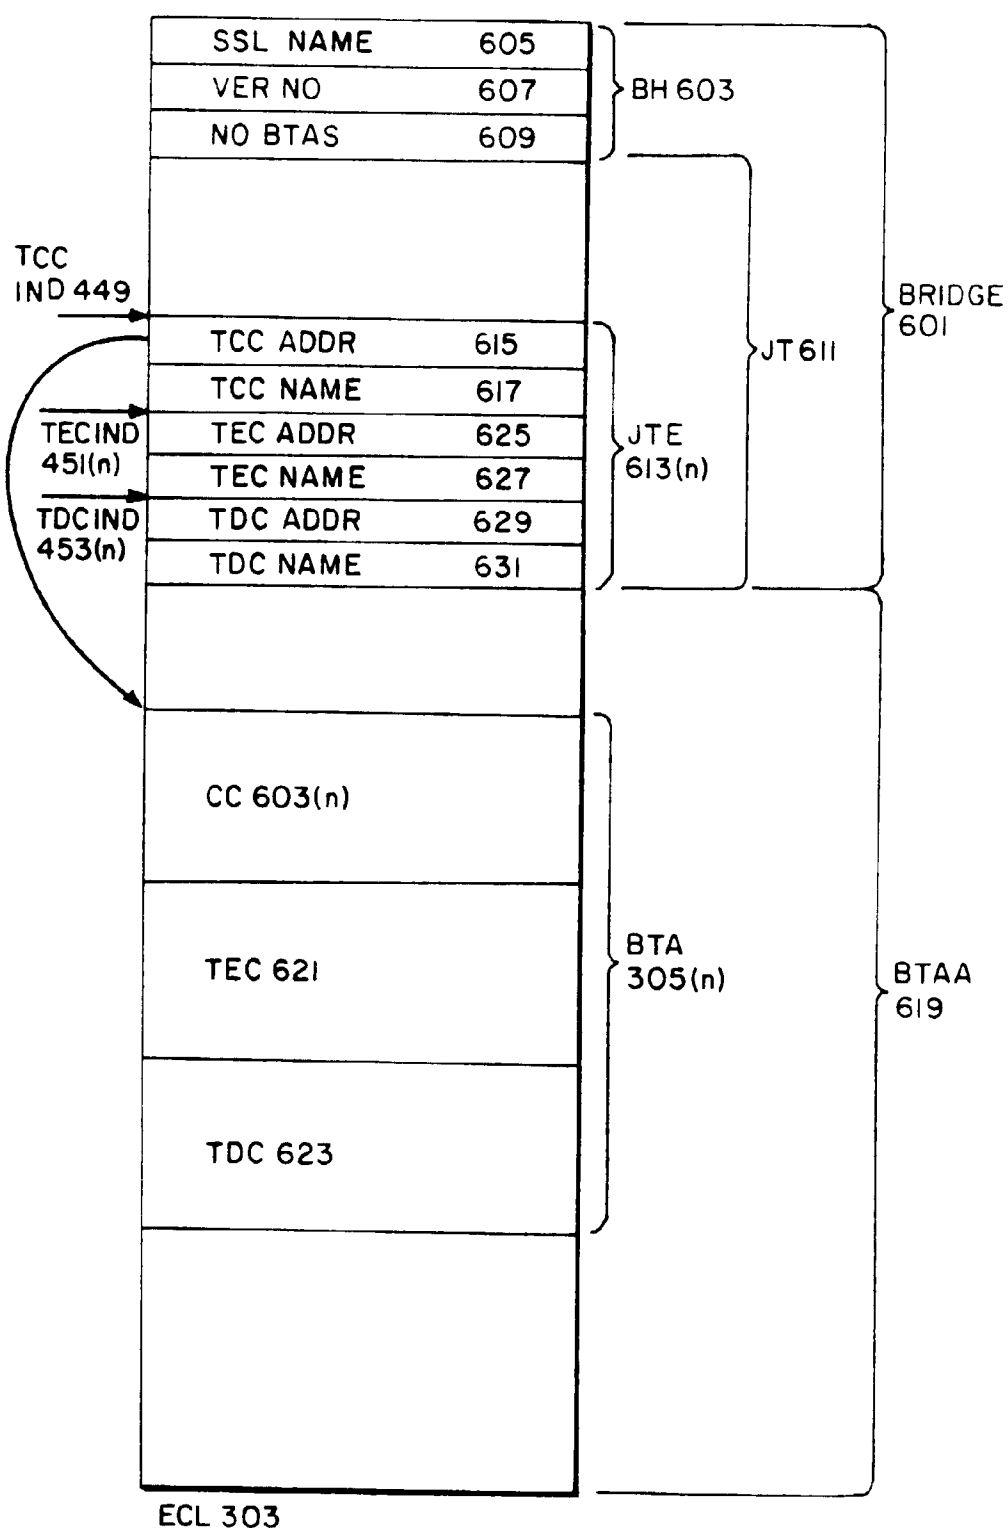 SSL NAME 605
VER NO 607
BH 603
NO BTAS 609
TCC
IND 449
BRIDGE
601
TCC ADDR 615
JT 611
TCC NAME 617
TECIND
451(n)
TEC ADDR 625
JTE
613(n)
TEC NAME 627
TDCIND
453(n)
TDC ADDR 629
TDC NAME 631
CC 603(n)
TEC 621
BTA
305(n)
BTAA
619
TDC 623
ECL 303